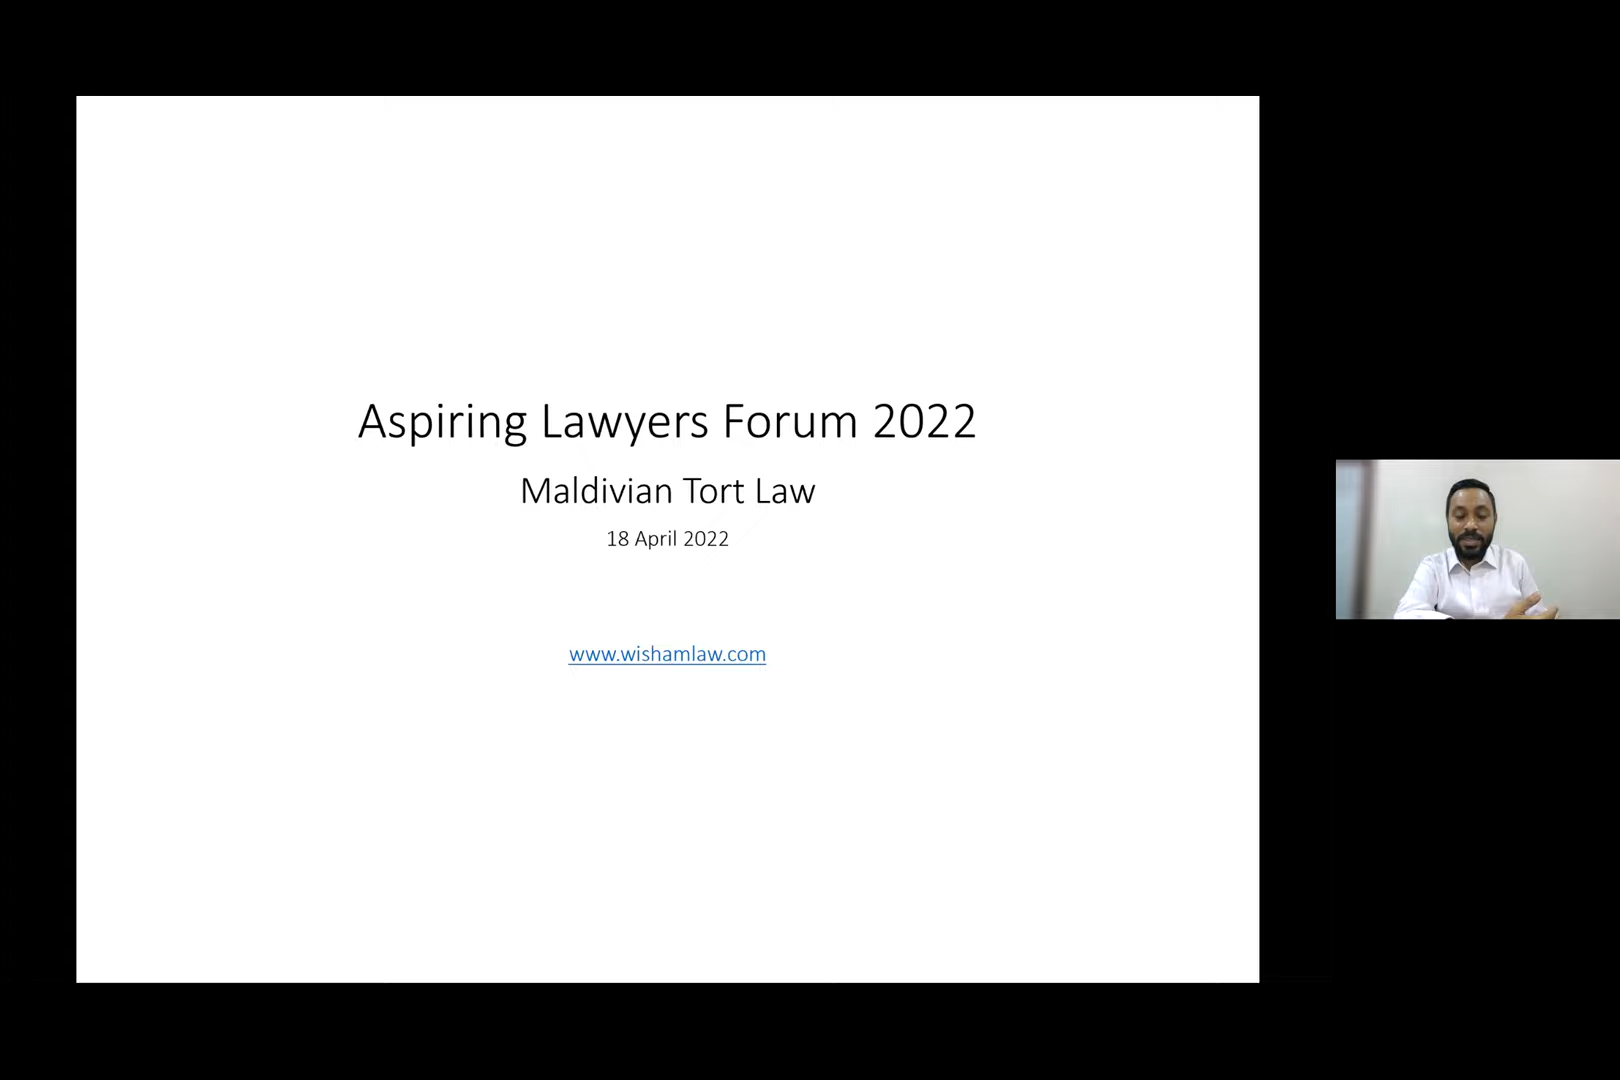 Aspiring Lawyers Forum 2022
Maldivian Tort Law
18 April 2022
www.wishamlaw.com